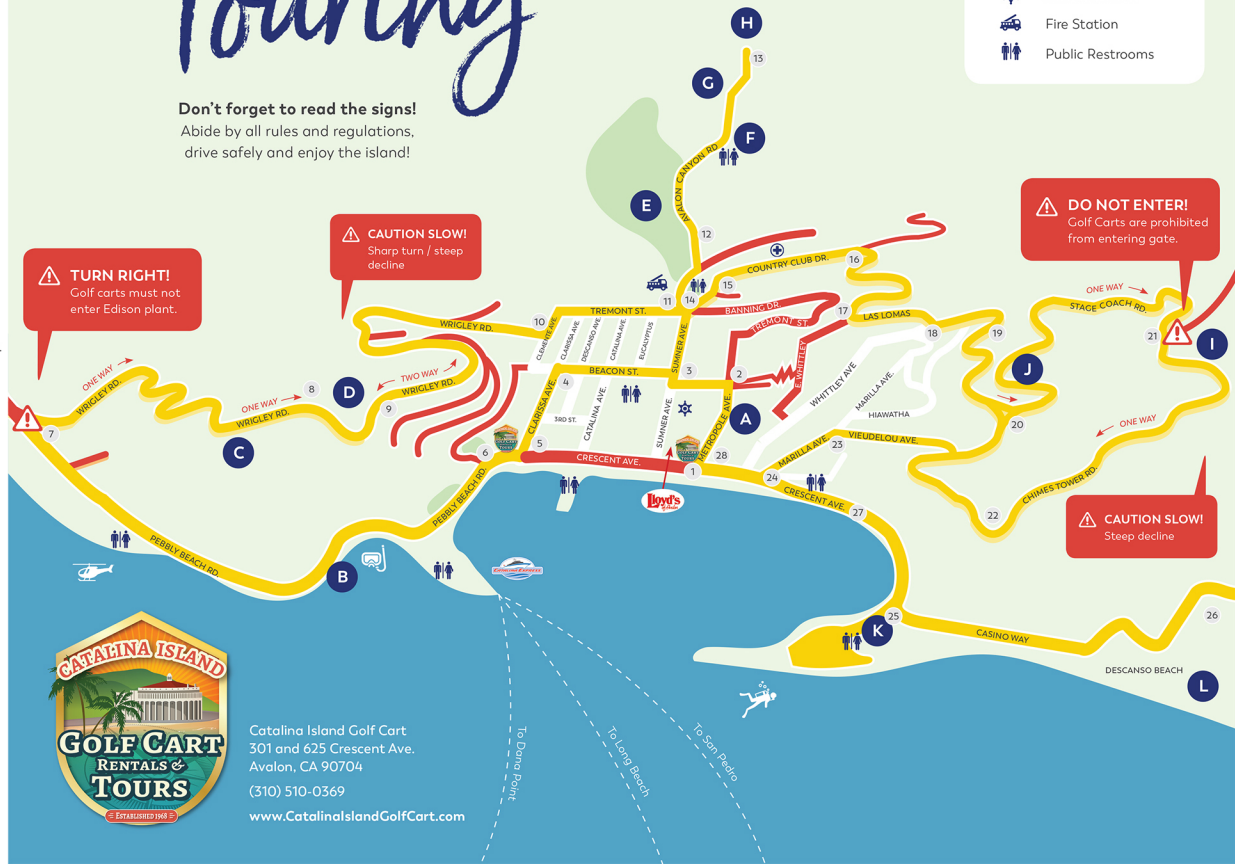 Touring
Don't forget to read the signs!
Abide by all rules and regulations,
drive safely and enjoy the island!
Fire Station
Public Restrooms
H
13
G
F
AVALON CANYON RD
E
12
DO NOT ENTER!
Golf Carts are prohibited
from entering gate.
CAUTION SLOW!
Sharp turn / steep
decline
TURN RIGHT!
Golf carts must not
enter Edison plant.
COUNTRY CLUB DR.
16
15
14
11
TREMONT ST.
BANNING DR.
TREMONT ST.
17
LAS LOMAS
18
19
ONE WAY
STAGE COACH RD.
21
I
WRIGLEY RD.
10
CLEMENTE AVE.
CLARISSA AVE.
DESCANSO AVE.
CATALINA AVE.
EUCALYPTUS
SUMNER AVE.
E. WHITTLEY
WHITTLEY AVE
MARILLA AVE.
HIAWATHA
J
20
ONE WAY
WRIGLEY RD.
8
ONE WAY
WRIGLEY RD.
D
TWO WAY
WRIGLEY RD.
9
C
7
BEACON ST.
3
4
2
CLARISSA AVE.
3RD ST.
CATALINA AVE.
SUMNER AVE.
METROPOLE AVE.
A
5
6
CRESCENT AVE.
28
1
MARILLA AVE.
VIEUDELOU AVE.
23
24
CRESCENT AVE.
27
ONE WAY
CHIMES TOWER RD.
22
CAUTION SLOW!
Steep decline
Lloyd's
PEBBLY BEACH RD.
PEBBLY BEACH RD.
B
CATALINA EXPRESS
K
25
CASINO WAY
26
DESCANSO BEACH
L
To Dana Point
To Long Beach
To San Pedro
CATALINA ISLAND
GOLF CART
RENTALS &
TOURS
ESTABLISHED 1968
Catalina Island Golf Cart
301 and 625 Crescent Ave.
Avalon, CA 90704
(310) 510-0369
www.CatalinaIslandGolfCart.com